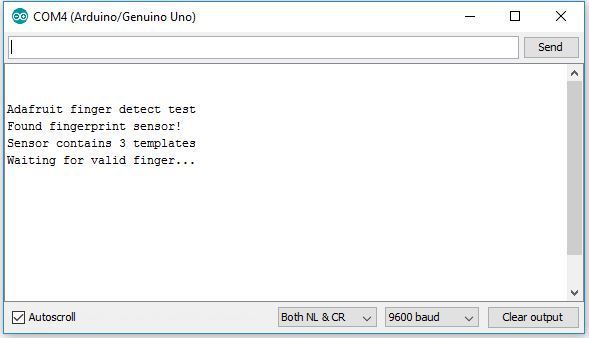 COM4 (Arduino/Genuino Uno)
Send
Adafruit finger detect test
Found fingerprint sensor!
Sensor contains 3 templates
Waiting for valid finger...
Autoscroll
Both NL & CR
9600 baud
Clear output